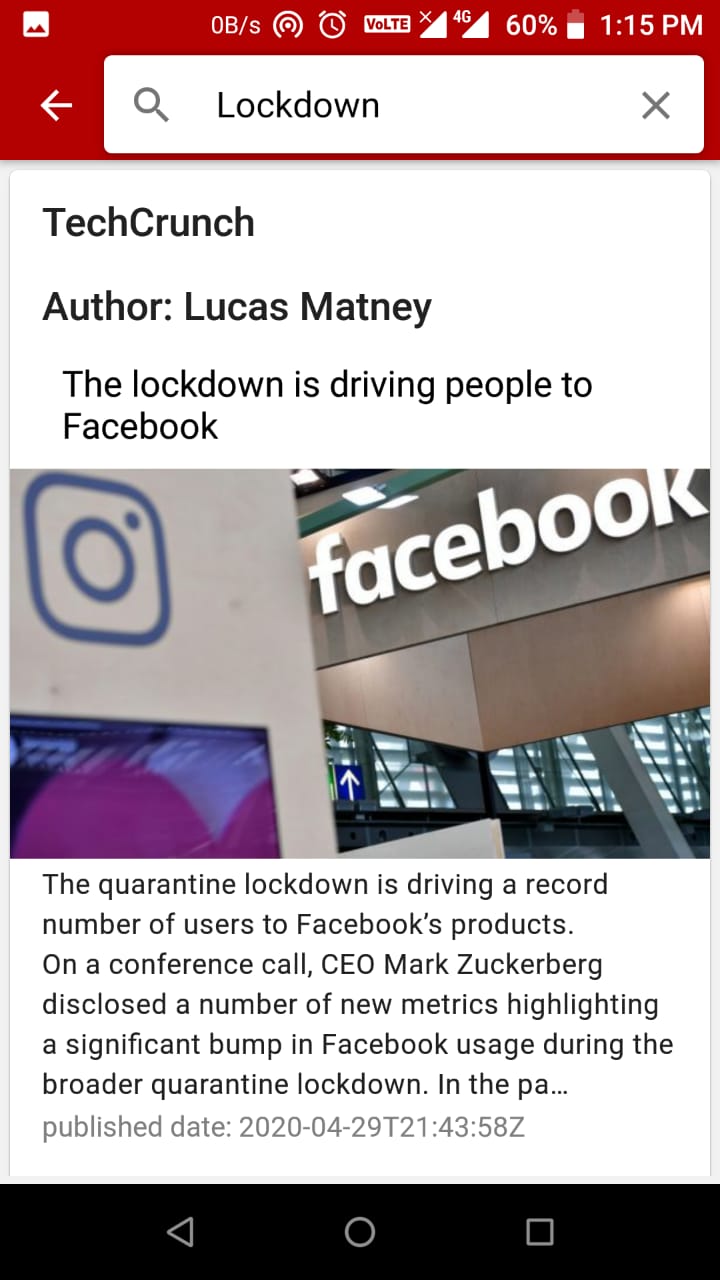 0B/s VoLTE 4G 60% 1:15 PM
Lockdown
TechCrunch
Author: Lucas Matney
The lockdown is driving people to
Facebook
facebook
The quarantine lockdown is driving a record
number of users to Facebook’s products.
On a conference call, CEO Mark Zuckerberg
disclosed a number of new metrics highlighting
a significant bump in Facebook usage during the
broader quarantine lockdown. In the pa…
published date: 2020-04-29T21:43:58Z